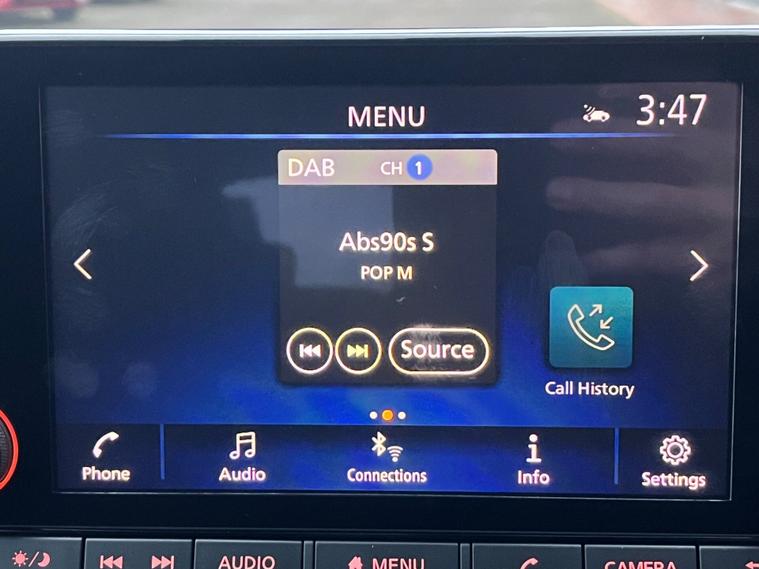 MENU
3:47
DAB CH 1
Abs90s S
POP M
Source
Call History
Phone
Audio
Connections
Info
Settings
AUDIO
MENU
CAMERA